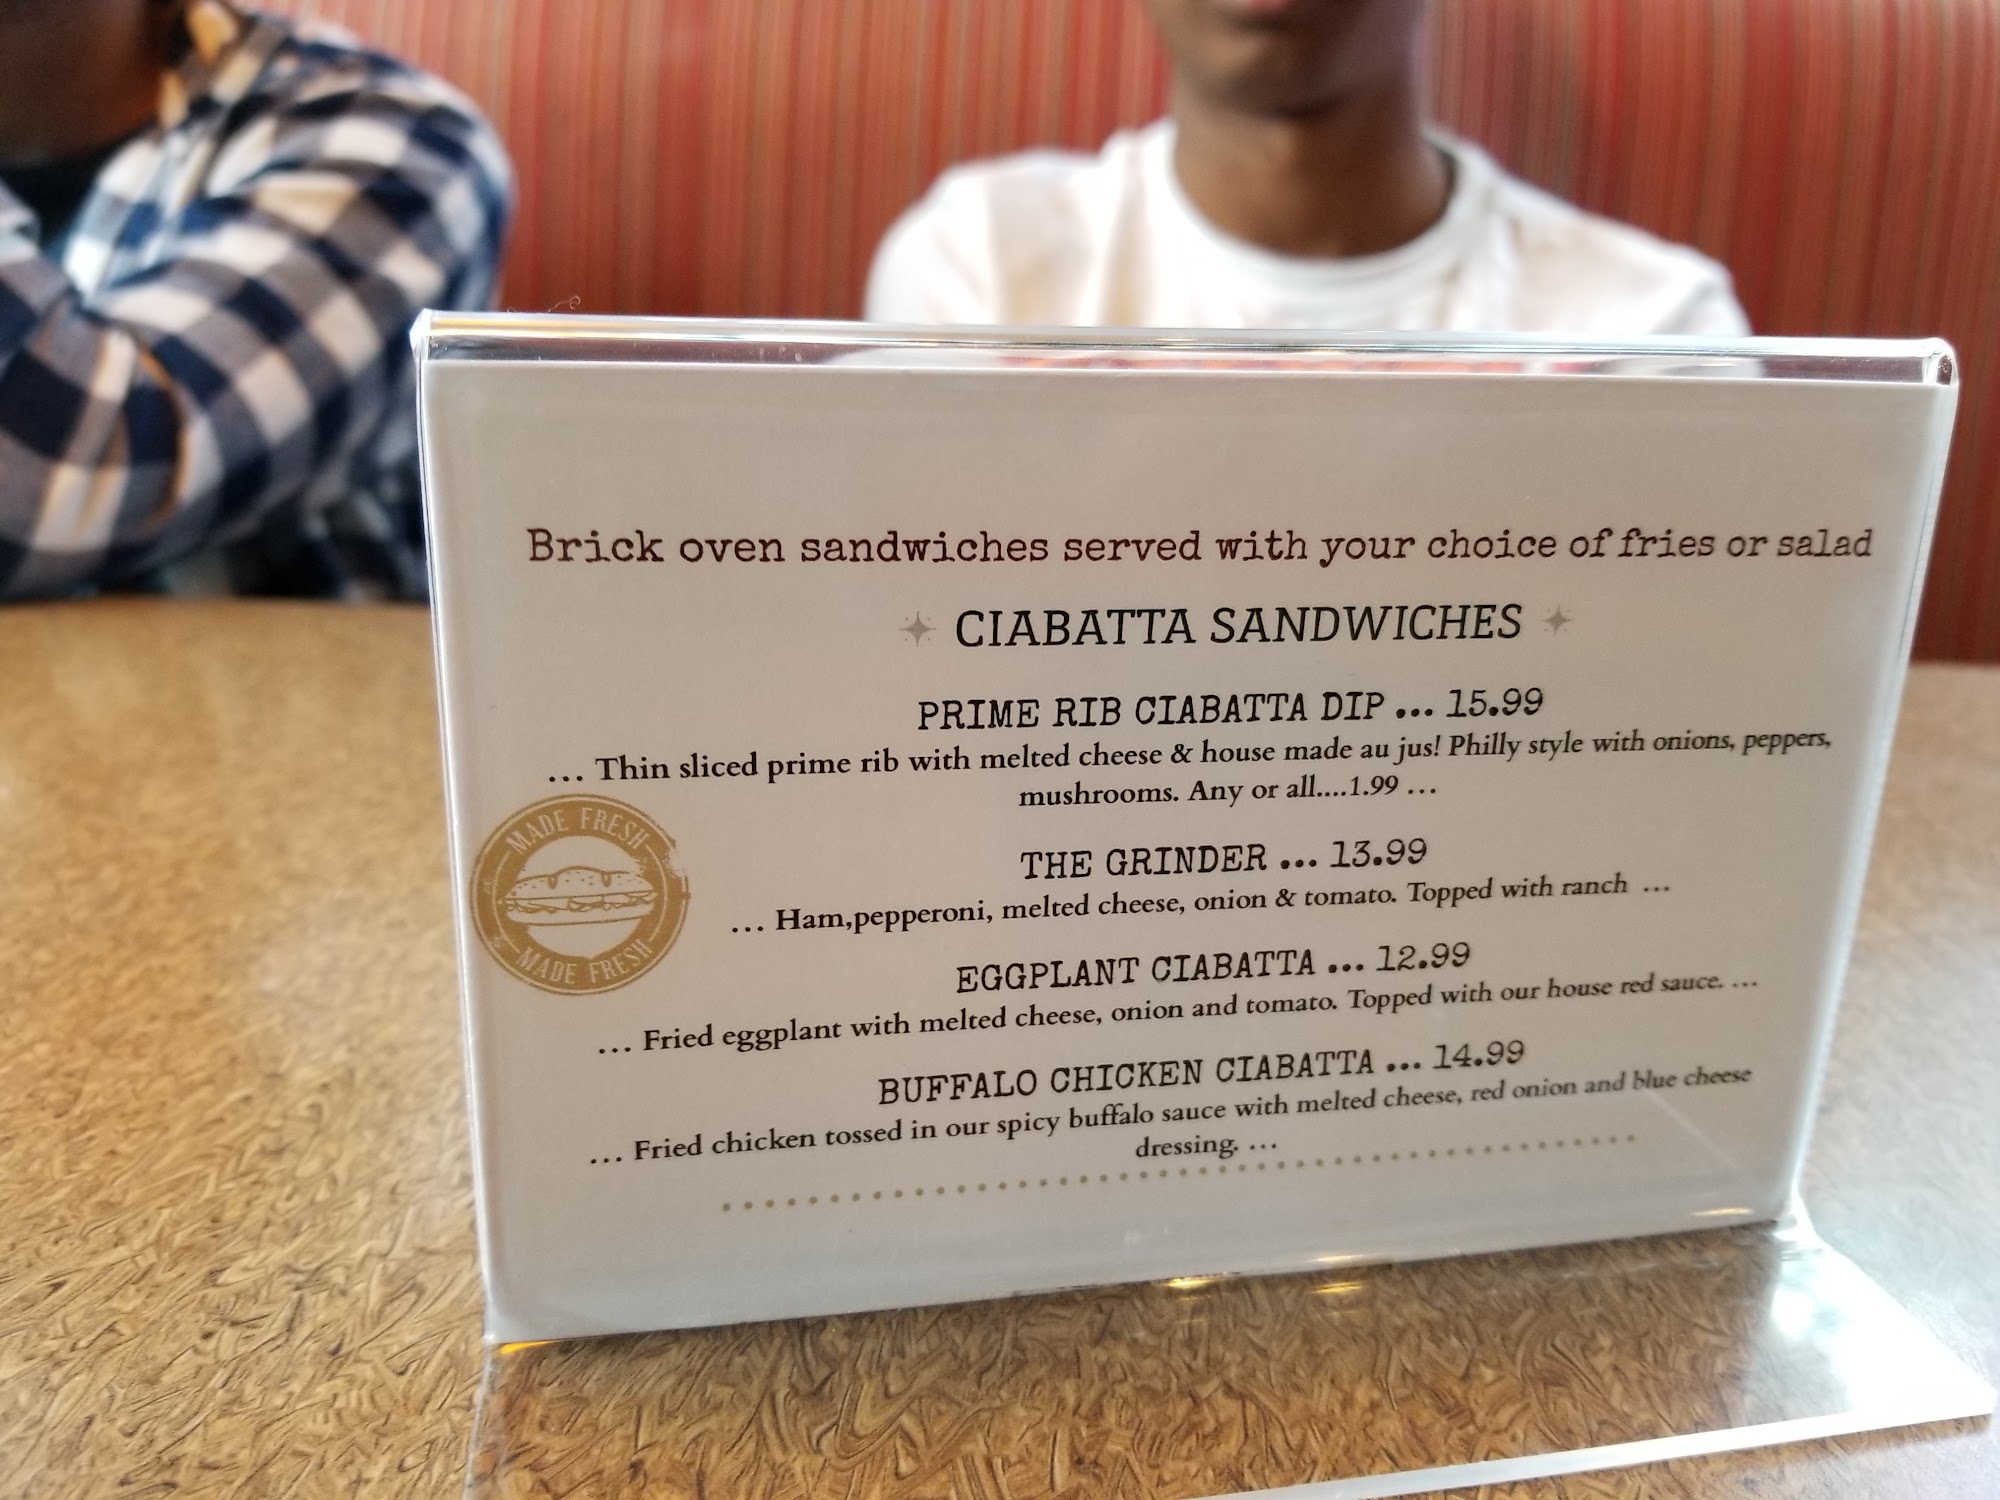 Brick oven sandwiches served with your choice of fries or salad
CIABATTA SANDWICHES
PRIME RIB CIABATTA DIP ... 15.99
... Thin sliced prime rib with melted cheese & house made au jus! Philly style with onions, peppers,
mushrooms. Any or all....1.99 ...
THE GRINDER ... 13.99
... Ham,pepperoni, melted cheese, onion & tomato. Topped with ranch ...
EGGPLANT CIABATTA ... 12.99
... Fried eggplant with melted cheese, onion and tomato. Topped with our house red sauce. ...
BUFFALO CHICKEN CIABATTA ... 14.99
... Fried chicken tossed in our spicy buffalo sauce with melted cheese, red onion and blue cheese
dressing. ...
MADE FRESH
MADE FRESH